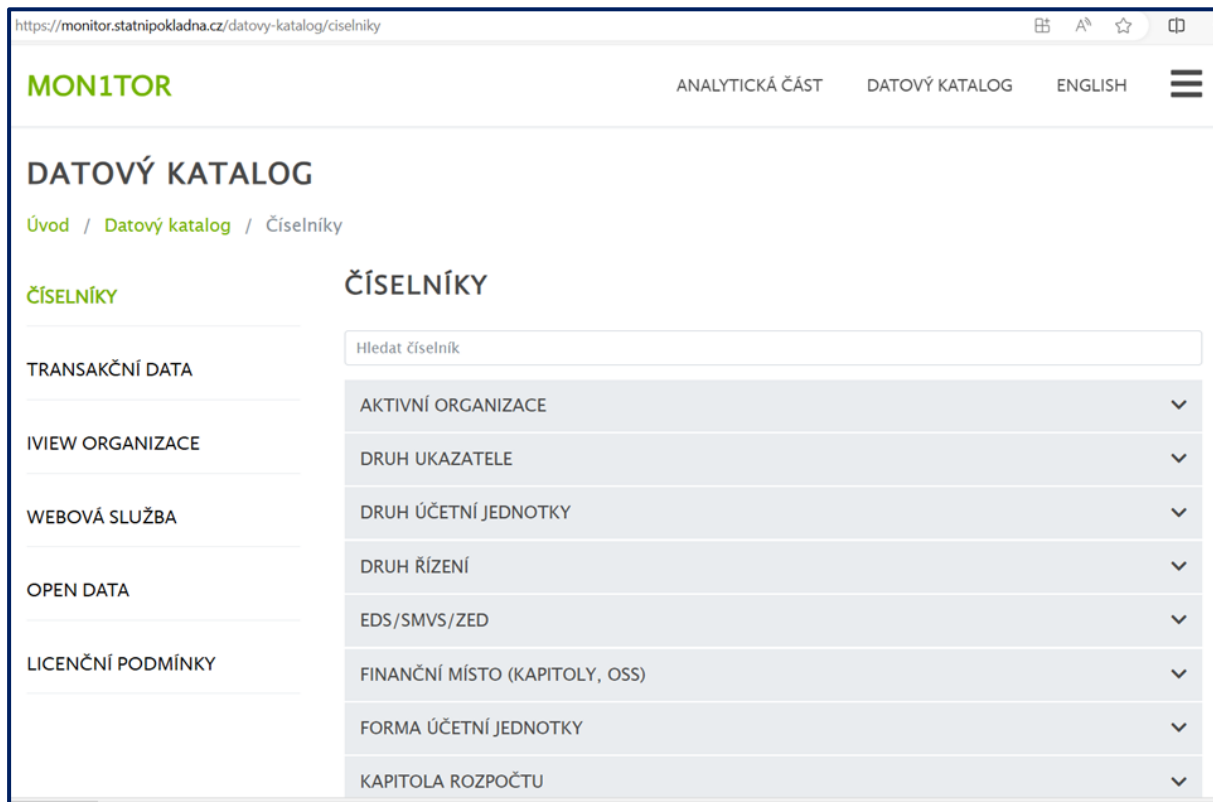 https://monitor.statnipokladna.cz/datovy-katalog/ciselniky
MON1TOR
ANALYTICKÁ ČÁST DATOVÝ KATALOG ENGLISH
DATOVÝ KATALOG
Úvod / Datový katalog / Číselníky
ČÍSELNÍKY
TRANSAKČNÍ DATA
IVIEW ORGANIZACE
WEBOVÁ SLUŽBA
OPEN DATA
LICENČNÍ PODMÍNKY
ČÍSELNÍKY
Hledat číselník
AKTIVNÍ ORGANIZACE
DRUH UKAZATELE
DRUH ÚČETNÍ JEDNOTKY
DRUH ŘÍZENÍ
EDS/SMVS/ZED
FINANČNÍ MÍSTO (KAPITOLY, OSS)
FORMA ÚČETNÍ JEDNOTKY
KAPITOLA ROZPOČTU